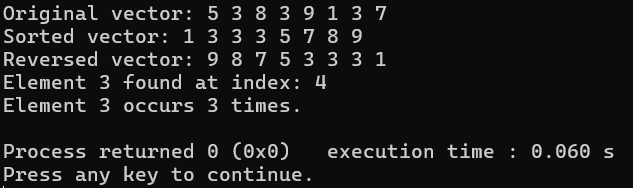 Original vector: 5 3 8 3 9 1 3 7
Sorted vector: 1 3 3 3 5 7 8 9
Reversed vector: 9 8 7 5 3 3 3 1
Element 3 found at index: 4
Element 3 occurs 3 times.
Process returned 0 (0x0)   execution time : 0.060 s
Press any key to continue.